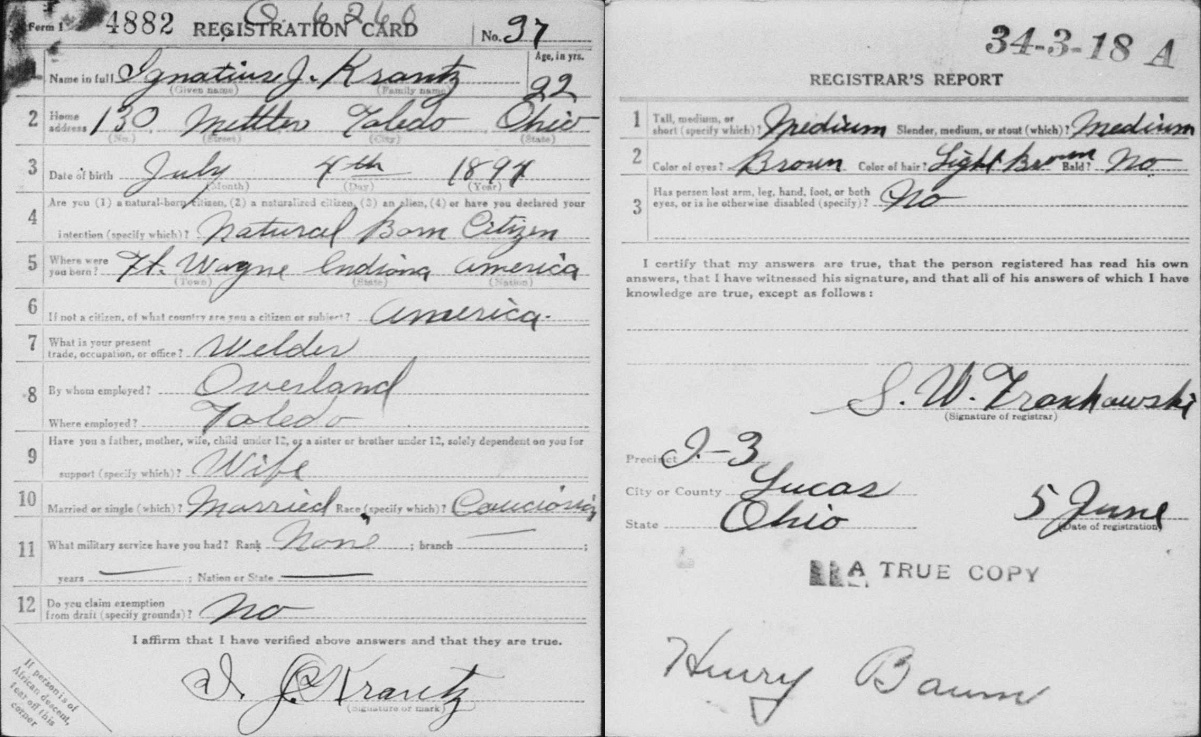 Form 1 4882 REGISTRATION CARD No. 37
Age, in yrs.
1 Name in full Ignatius J. Krantz 22
(Given name) (Family name)
2 Home address 130 Mettler Toledo Ohio
(No.) (Street) (City) (State)
3 Date of birth July 4th 1894
(Month) (Day) (Year)
4 Are you (1) a natural-born citizen, (2) a naturalized citizen, (3) an alien, (4) or have you declared your
intention (specify which)? Natural Born Citizen
5 Where were you born? Ft. Wayne Indiana America
(Town) (State) (Nation)
6 If not a citizen, of what country are you a citizen or subject? America.
7 What is your present trade, occupation, or office? Welder
8 By whom employed? Overland
Where employed? Toledo
9 Have you a father, mother, wife, child under 12, or a sister or brother under 12, solely dependent on you for
support (specify which)? Wife
10 Married or single (which)? Married Race (specify which)?
11 What military service have you had? Rank None ; branch ;
years ; Nation or State
12 Do you claim exemption from draft (specify grounds)? No
I affirm that I have verified above answers and that they are true.
I. J. Krantz
(Signature or mark)
If person is of
African descent,
tear off this
corner
34-3-18 A
REGISTRAR'S REPORT
1 Tall, medium, or short (specify which)? Medium Slender, medium, or stout (which)? Medium
2 Color of eyes? Brown Color of hair? Light Brown Bald? No
3 Has person lost arm, leg, hand, foot, or both eyes, or is he otherwise disabled (specify)? No
I certify that my answers are true, that the person registered has read his own
answers, that I have witnessed his signature, and that all of his answers of which I have
knowledge are true, except as follows:
S. W.
(Signature of registrar)
Precinct I-3
City or County Lucas
State Ohio 5 June
(Date of registration)
A TRUE COPY
Henry Baum